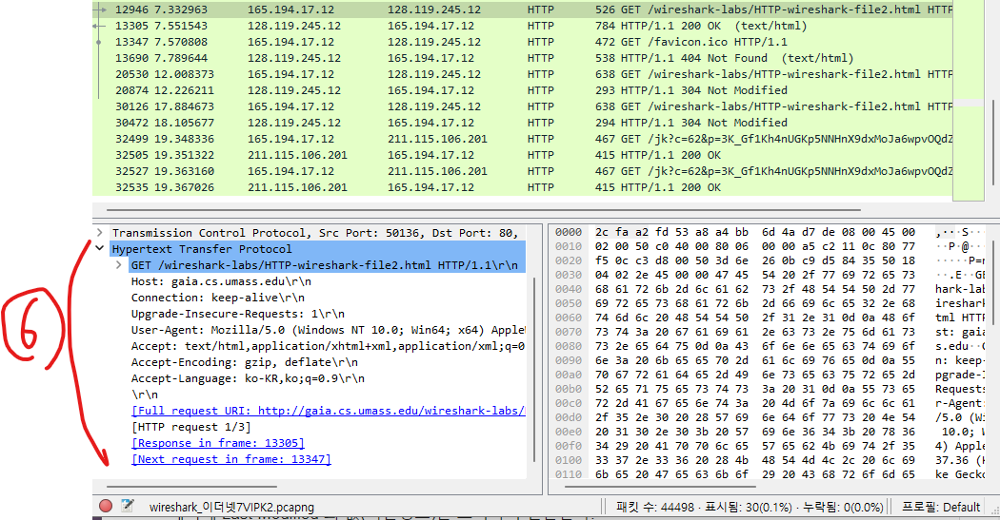 12946 7.332963 165.194.17.12 128.119.245.12 HTTP 526 GET /wireshark-labs/HTTP-wireshark-file2.html HTTP
13305 7.551543 128.119.245.12 165.194.17.12 HTTP 784 HTTP/1.1 200 OK (text/html)
13347 7.570808 165.194.17.12 128.119.245.12 HTTP 472 GET /favicon.ico HTTP/1.1
13690 7.789644 128.119.245.12 165.194.17.12 HTTP 538 HTTP/1.1 404 Not Found (text/html)
20530 12.008373 165.194.17.12 128.119.245.12 HTTP 638 GET /wireshark-labs/HTTP-wireshark-file2.html HTTP
20874 12.226211 128.119.245.12 165.194.17.12 HTTP 293 HTTP/1.1 304 Not Modified
30126 17.884673 165.194.17.12 128.119.245.12 HTTP 638 GET /wireshark-labs/HTTP-wireshark-file2.html HTTP
30472 18.105677 128.119.245.12 165.194.17.12 HTTP 294 HTTP/1.1 304 Not Modified
32499 19.348336 165.194.17.12 211.115.106.201 HTTP 467 GET /jk?c=62&p=3K_Gf1Kh4nUGKp5NNHnX9dxMoJa6wpvOQdZ
32505 19.351322 211.115.106.201 165.194.17.12 HTTP 415 HTTP/1.1 200 OK
32527 19.363160 165.194.17.12 211.115.106.201 HTTP 467 GET /jk?c=62&p=3K_Gf1Kh4nUGKp5NNHnX9dxMoJa6wpvOQdZ
32535 19.367026 211.115.106.201 165.194.17.12 HTTP 415 HTTP/1.1 200 OK
Transmission Control Protocol, Src Port: 50136, Dst Port: 80,
Hypertext Transfer Protocol
GET /wireshark-labs/HTTP-wireshark-file2.html HTTP/1.1\r\n
Host: gaia.cs.umass.edu\r\n
Connection: keep-alive\r\n
Upgrade-Insecure-Requests: 1\r\n
User-Agent: Mozilla/5.0 (Windows NT 10.0; Win64; x64) AppleW
Accept: text/html,application/xhtml+xml,application/xml;q=0
Accept-Encoding: gzip, deflate\r\n
Accept-Language: ko-KR,ko;q=0.9\r\n
\r\n
[Full request URI: http://gaia.cs.umass.edu/wireshark-labs/
[HTTP request 1/3]
[Response in frame: 13305]
[Next request in frame: 13347]
6
0000 2c fa a2 fd 53 a8 a4 bb 6d 4a d7 de 08 00 45 00 ,···S···
0010 02 00 50 c0 40 00 80 06 00 00 a5 c2 11 0c 80 77 ··P·@···
0020 f5 0c c3 d8 00 50 3d 6e 26 0b c9 d5 84 35 50 18 ·····P=n
0030 04 02 2e 45 00 00 47 45 54 20 2f 77 69 72 65 73 ···E··GE
0040 68 61 72 6b 2d 6c 61 62 73 2f 48 54 54 50 2d 77 hark-lab
0050 69 72 65 73 68 61 72 6b 2d 66 69 6c 65 32 2e 68 ireshark
0060 74 6d 6c 20 48 54 54 50 2f 31 2e 31 0d 0a 48 6f tml HTTP
0070 73 74 3a 20 67 61 69 61 2e 63 73 2e 75 6d 61 73 st: gaia
0080 73 2e 65 64 75 0d 0a 43 6f 6e 6e 65 63 74 69 6f s.edu··C
0090 6e 3a 20 6b 65 65 70 2d 61 6c 69 76 65 0d 0a 55 n: keep-
00a0 70 67 72 61 64 65 2d 49 6e 73 65 63 75 72 65 2d pgrade-I
00b0 52 65 71 75 65 73 74 73 3a 20 31 0d 0a 55 73 65 Requests
00c0 72 2d 41 67 65 6e 74 3a 20 4d 6f 7a 69 6c 6c 61 r-Agent:
00d0 2f 35 2e 30 20 28 57 69 6e 64 6f 77 73 20 4e 54 /5.0 (Wi
00e0 20 31 30 2e 30 3b 20 57 69 6e 36 34 3b 20 78 36 10.0; W
00f0 34 29 20 41 70 70 6c 65 57 65 62 4b 69 74 2f 35 4) Apple
0100 33 37 2e 33 36 20 28 4b 48 54 4d 4c 2c 20 6c 69 37.36 (K
0110 6b 65 20 47 65 63 6b 6f 29 20 43 68 72 6f 6d 65 ke Gecko
wireshark_이더넷7VIPK2.pcapng 패킷 수: 44498 · 표시됨: 30(0.1%) · 누락됨: 0(0.0%) 프로필: Default